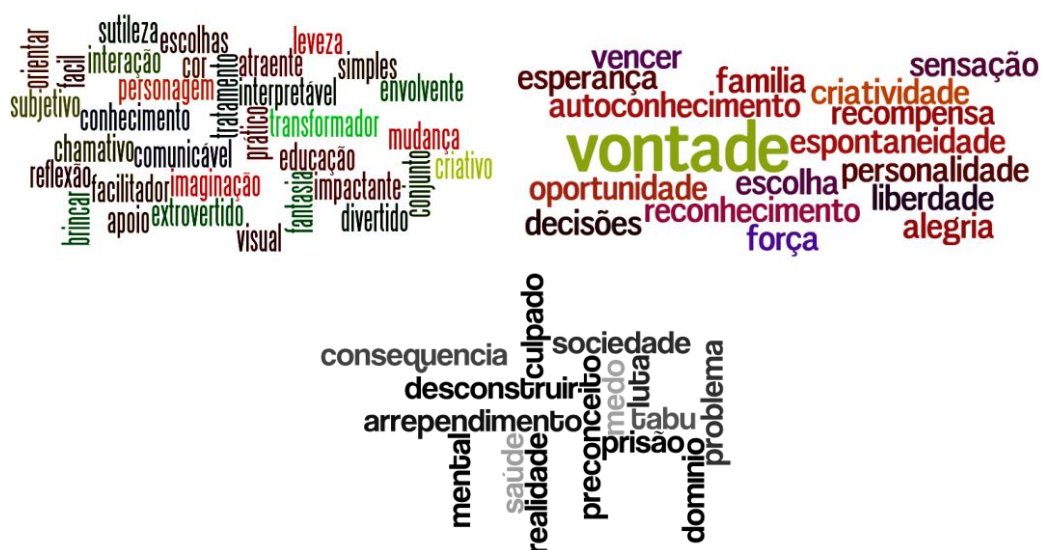 sutileza
escolhas
leveza
orientar
facil
interação
cor
tratamento
atraente
simples
personagem
interpretável
envolvente
subjetivo
conhecimento
prático
transformador
mudança
chamativo
comunicável
educação
criativo
reflexão
facilitador
imaginação
fantasia
impactante-
conjunto
brincar
apoio
extrovertido
visual
divertido
vencer
sensação
esperança
familia
criatividade
autoconhecimento
recompensa
vontade
espontaneidade
personalidade
oportunidade
escolha
liberdade
decisões
reconhecimento
força
alegria
culpado
sociedade
consequencia
desconstruir
preconceito
medo
luta
problema
arrependimento
tabu
prisão
mental
saúde
realidade
dominio